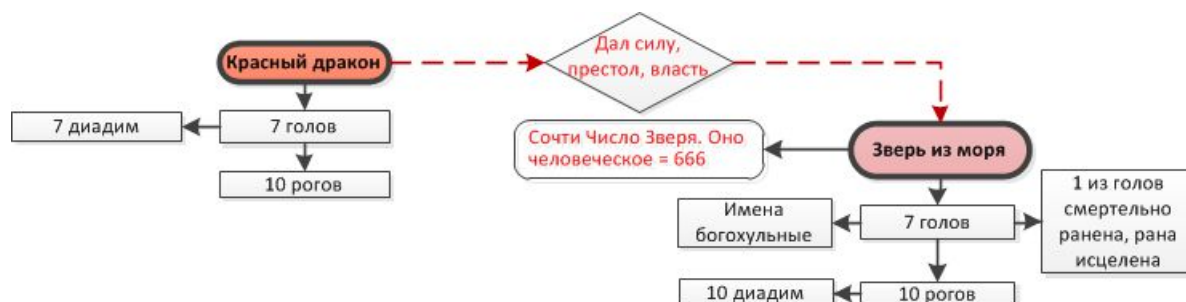 Красный дракон
Дал силу,
престол, власть
7 диадим
7 голов
10 рогов
Сочти Число Зверя. Оно
человеческое = 666
Зверь из моря
Имена
богохульные
7 голов
1 из голов
смертельно
ранена, рана
исцелена
10 диадим
10 рогов